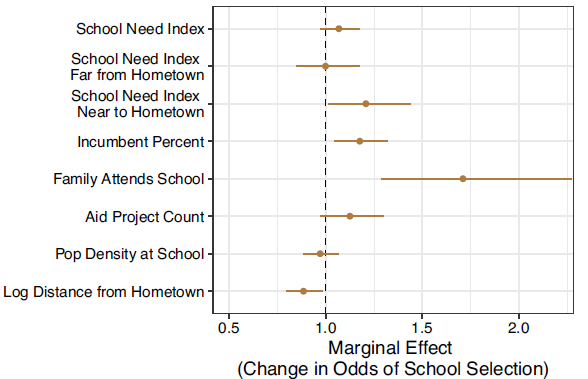 School Need Index
School Need Index
Far from Hometown
School Need Index
Near to Hometown
Incumbent Percent
Family Attends School
Aid Project Count
Pop Density at School
Log Distance from Hometown
0.5 1.0 1.5 2.0
Marginal Effect
(Change in Odds of School Selection)